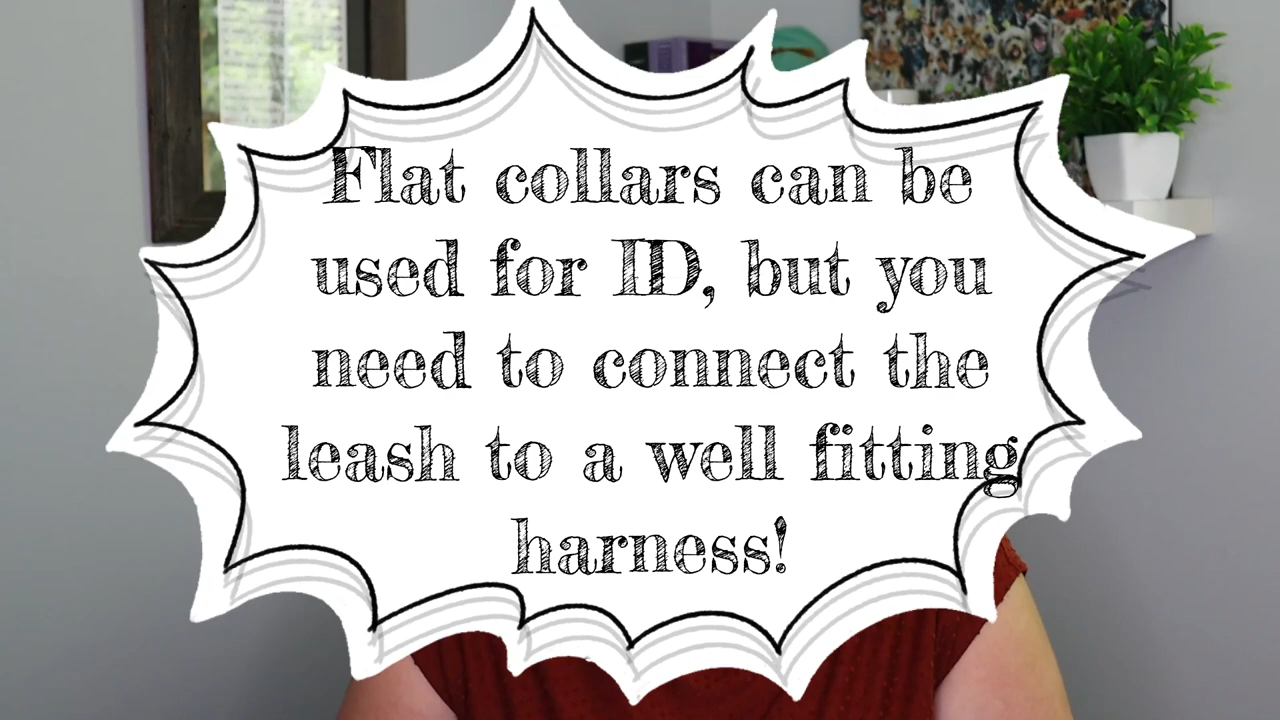 Flat collars can be
used for ID, but you
need to connect the
leash to a well fitting
harness!